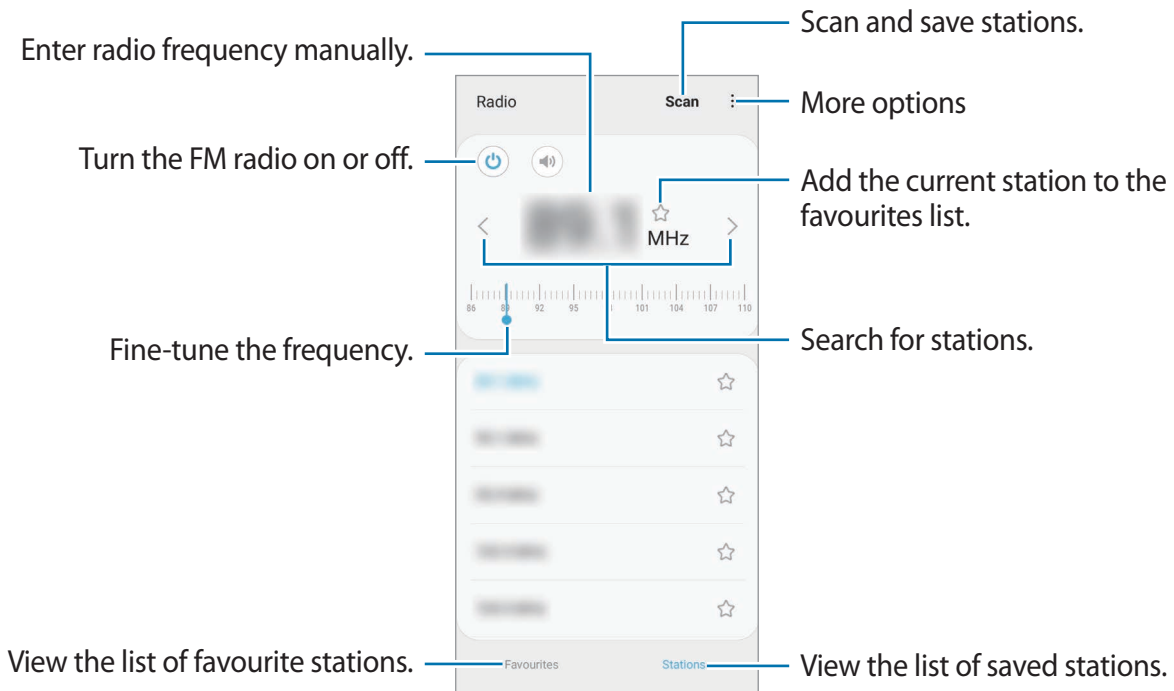 Scan and save stations.
Enter radio frequency manually.
Radio
Scan
More options
Turn the FM radio on or off.
Add the current station to the
favourites list.
MHz
86 89 92 95 101 104 107 110
Search for stations.
Fine-tune the frequency.
View the list of favourite stations.
Favourites
Stations
View the list of saved stations.